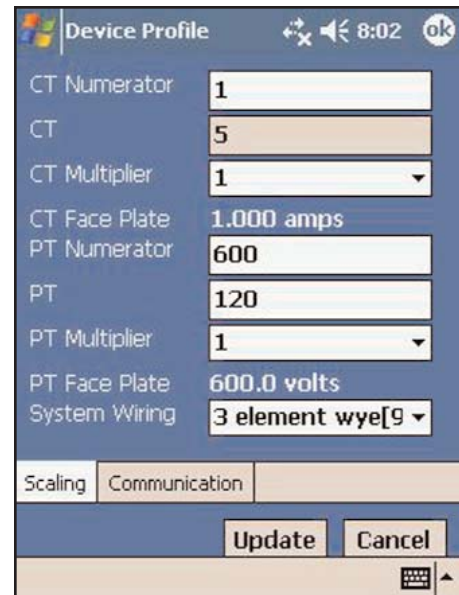 Device Profile 8:02 ok
CT Numerator 1
CT 5
CT Multiplier 1
CT Face Plate 1.000 amps
PT Numerator 600
PT 120
PT Multiplier 1
PT Face Plate 600.0 volts
System Wiring 3 element wye[9
Scaling Communication
Update Cancel